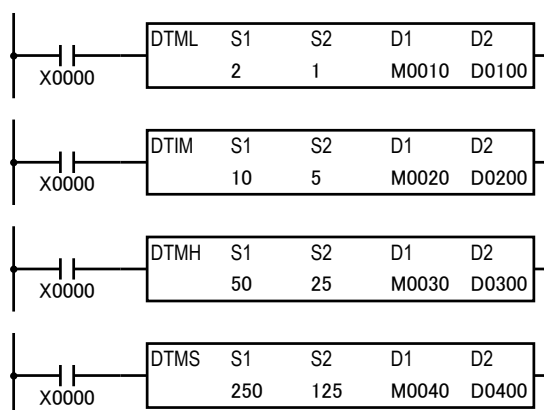 DTML S1 S2 D1 D2
2 1 M0010 D0100
X0000
DTIM S1 S2 D1 D2
10 5 M0020 D0200
X0000
DTMH S1 S2 D1 D2
50 25 M0030 D0300
X0000
DTMS S1 S2 D1 D2
250 125 M0040 D0400
X0000